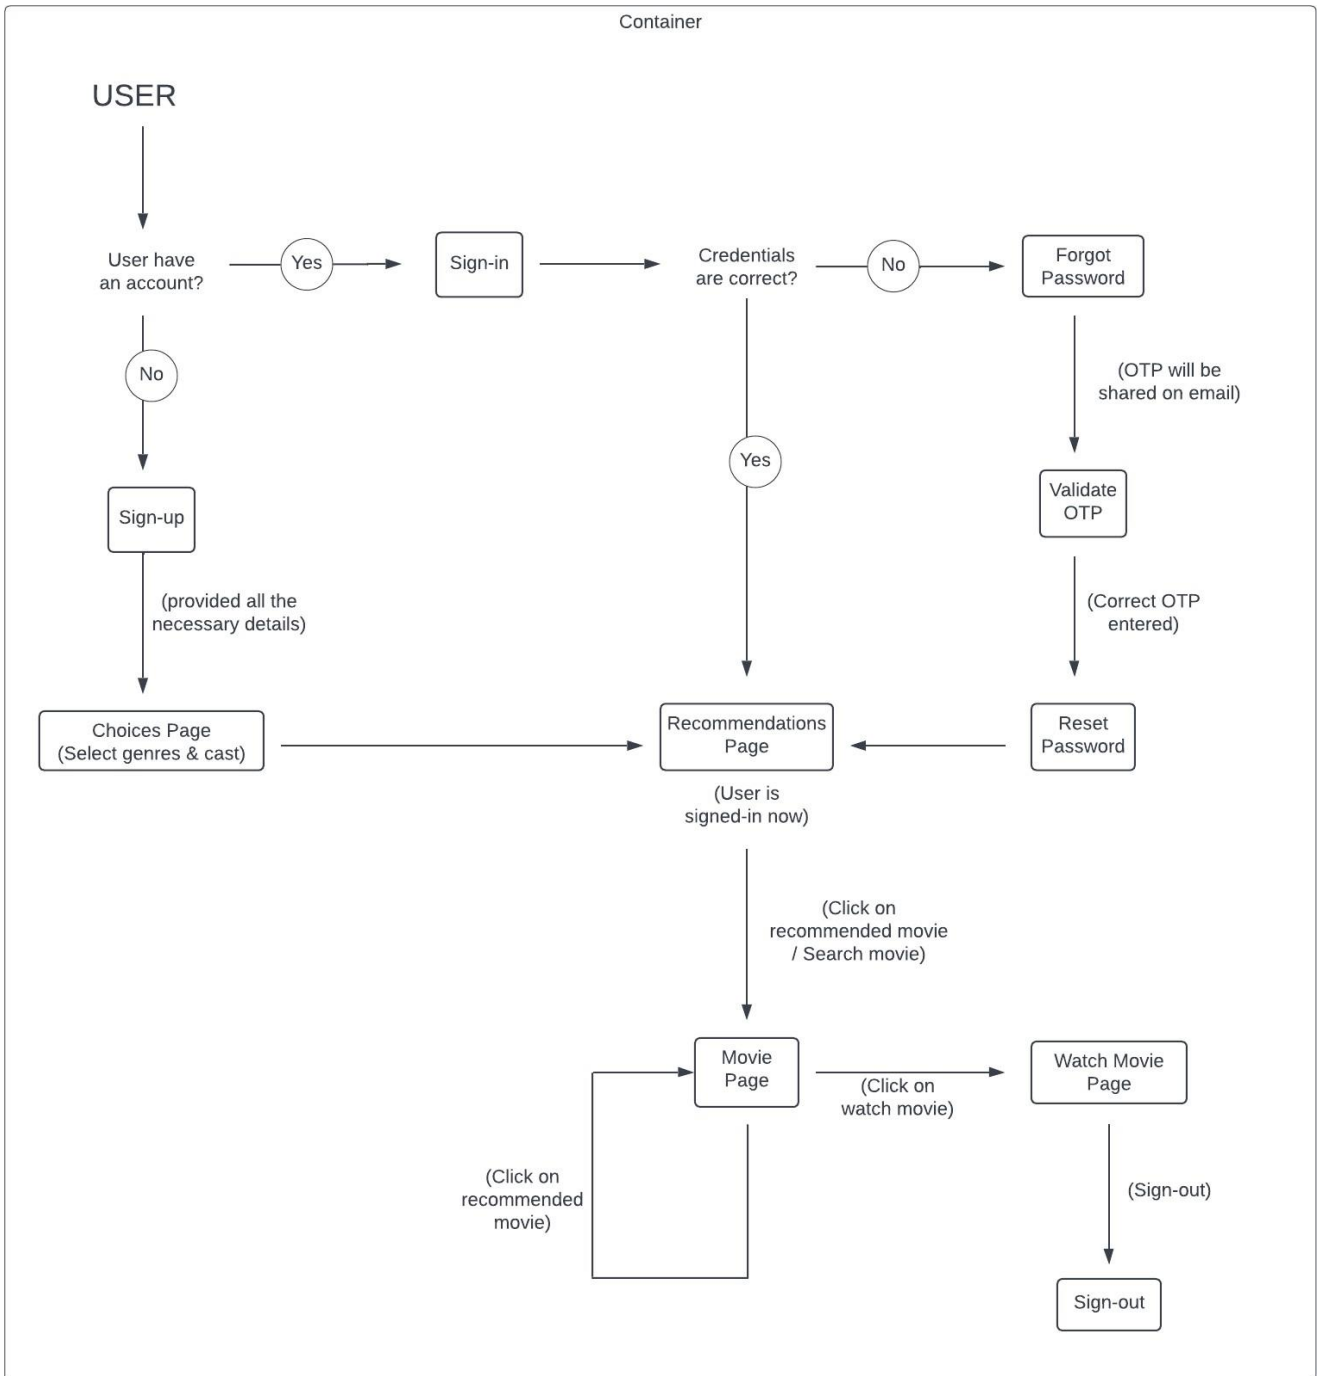 Container
USER
User have
an account?
Yes
Sign-in
Credentials
are correct?
No
Forgot
Password
No
(OTP will be
shared on email)
Yes
Validate
OTP
Sign-up
(provided all the
necessary details)
(Correct OTP
entered)
Choices Page
(Select genres & cast)
Recommendations
Page
Reset
Password
(User is
signed-in now)
(Click on
recommended movie
/ Search movie)
Movie
Page
(Click on
watch movie)
Watch Movie
Page
(Click on
recommended
movie)
(Sign-out)
Sign-out